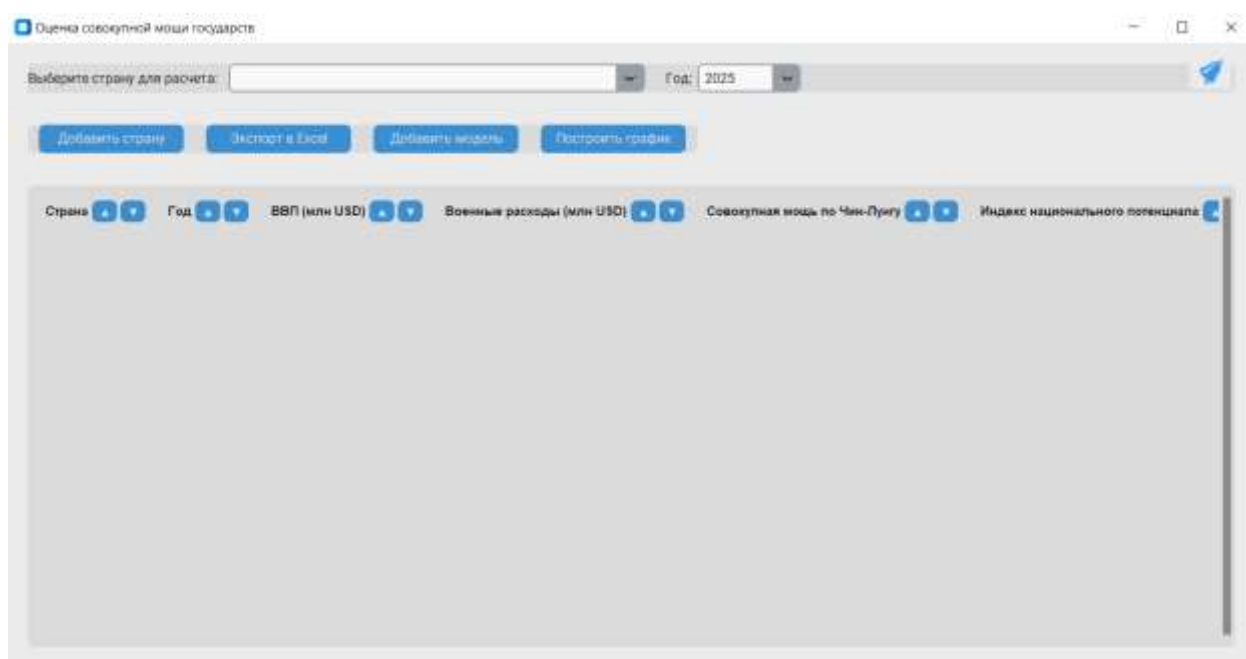 Оценка совокупной мощи государств
Выберите страну для расчета: Год: 2025
Добавить страну Экспорт в Excel Добавить модель Построить график
Страна Год ВВП (млн USD) Военные расходы (млн USD) Совокупная мощь по Чин-Лунгу Индекс национального потенциала